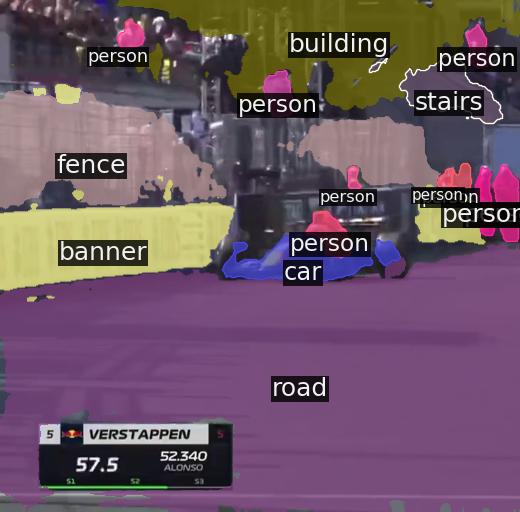 building
person
person
person
stairs
fence
person
person
person
banner
person
car
road
5 VERSTAPPEN 5
57.5 52.340
ALONSO
S1 S2 S3